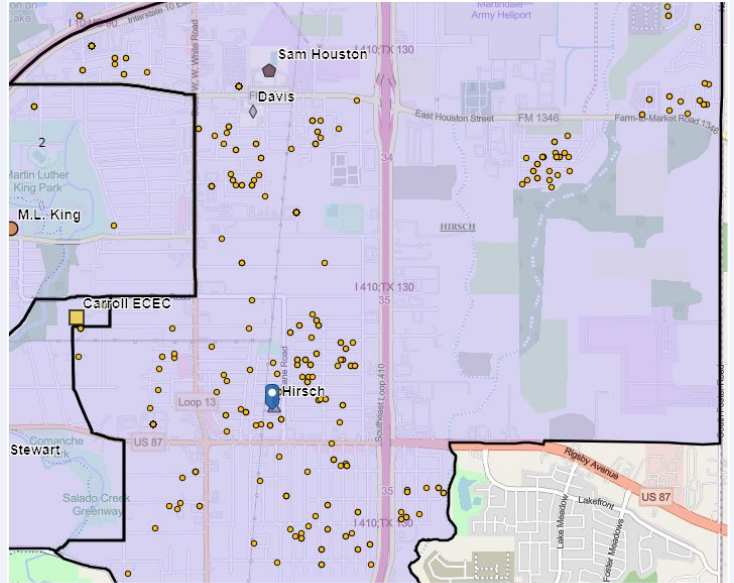 Martindale
Army Heliport
Interstate 10 E
W. W. White Road
Sam Houston
I 410;TX 130
Davis
East Houston Street
FM 1346
Farm-to-Market Road 1346
2
34
Martin Luther
King Park
M.L. King
HIRSCH
I 410;TX 130
35
Carroll ECEC
Lane Road
Southeast Loop 410
Loop 13
Hirsch
US 87
Comanche
Stewart
Rigsby Avenue
Salado Creek
Greenway
Lakefront
US 87
35
I 410;TX 130
Lake Meadow
Foster Meadows